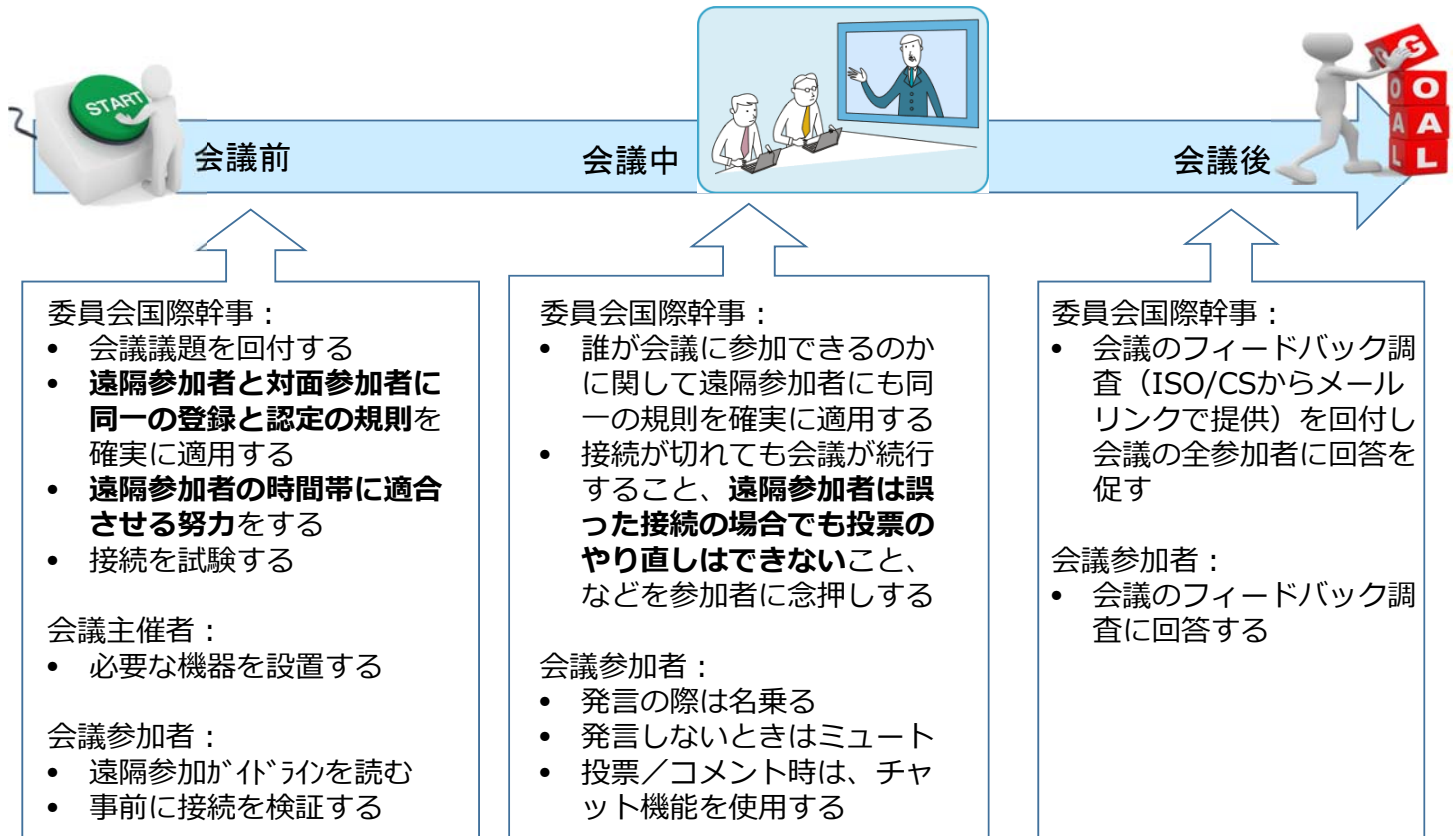 START
会議前
会議中
会議後
GOAL
委員会国際幹事：
• 会議議題を回付する
• 遠隔参加者と対面参加者に
同一の登録と認定の規則を
確実に適用する
• 遠隔参加者の時間帯に適合
させる努力をする
• 接続を試験する
会議主催者：
• 必要な機器を設置する
会議参加者：
• 遠隔参加ｶﾞｲﾄﾞﾗｲﾝを読む
• 事前に接続を検証する
委員会国際幹事：
• 誰が会議に参加できるのか
に関して遠隔参加者にも同
一の規則を確実に適用する
• 接続が切れても会議が続行
すること、遠隔参加者は誤
った接続の場合でも投票の
やり直しはできないこと、
などを参加者に念押しする
会議参加者：
• 発言の際は名乗る
• 発言しないときはミュート
• 投票／コメント時は、チャ
ット機能を使用する
委員会国際幹事：
• 会議のフィードバック調
査（ISO/CSからメール
リンクで提供）を回付し
会議の全参加者に回答を
促す
会議参加者：
• 会議のフィードバック調
査に回答する